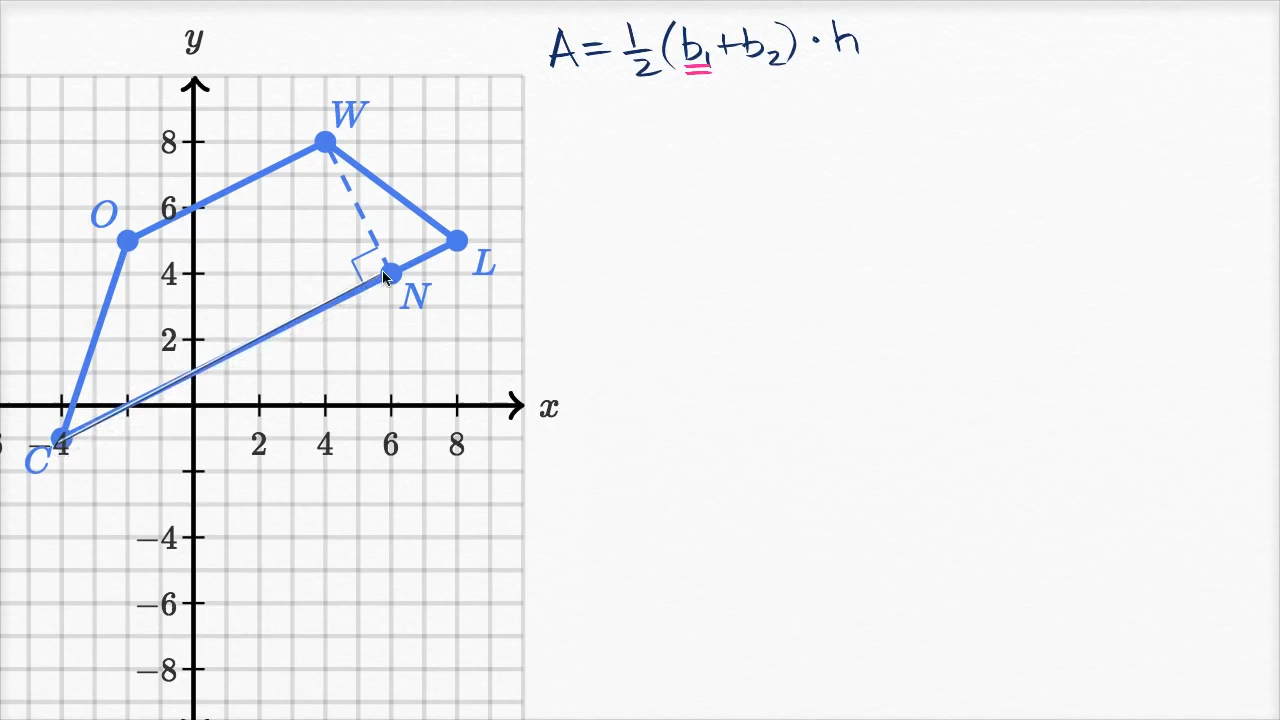 y
A = 1/2 (b₁ + b₂) · h
W
8
O
6
L
4
N
2
x
-4 2 4 6 8
C
−4
−6
−8